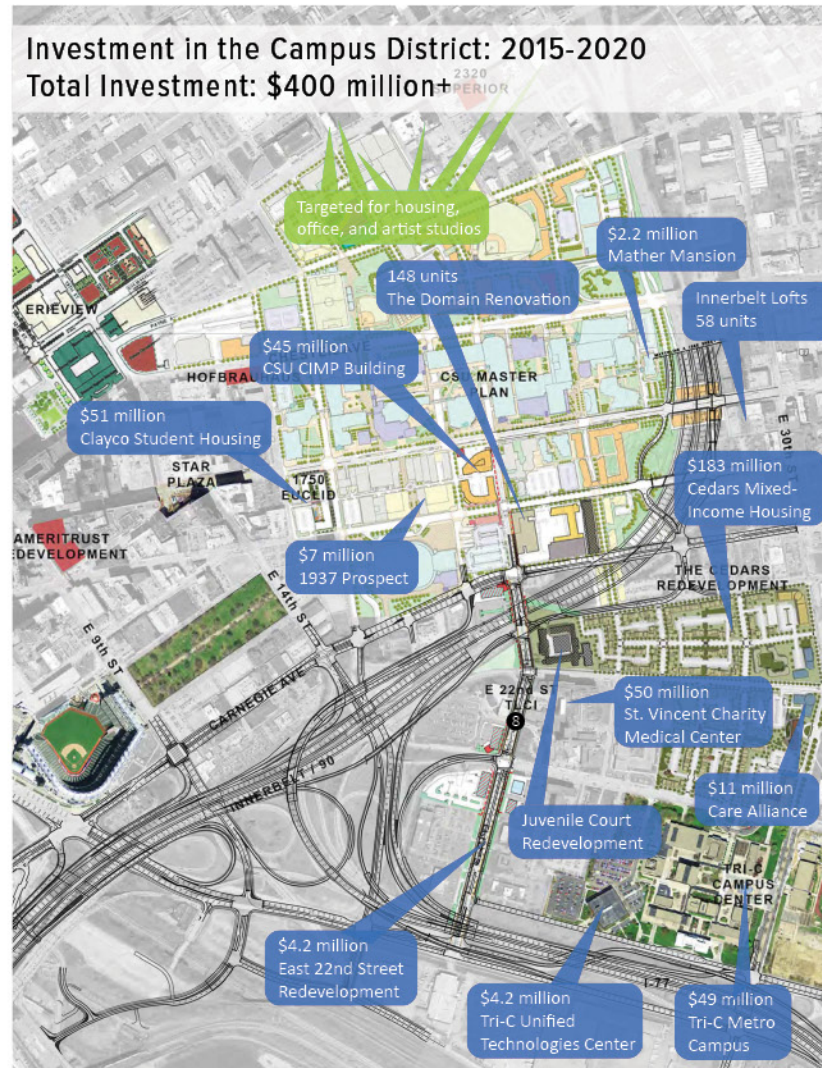 Investment in the Campus District: 2015-2020
Total Investment: $400 million+
2320
SUPERIOR
Targeted for housing,
office, and artist studios
$2.2 million
Mather Mansion
148 units
The Domain Renovation
Innerbelt Lofts
58 units
ERIEVIEW
$45 million
CSU CIMP Building
HOFBRAUHAUS
CSU MASTER
PLAN
$51 million
Clayco Student Housing
E 30th ST
STAR
PLAZA
1750
EUCLID
$183 million
Cedars Mixed-
Income Housing
AMERITRUST
REDEVELOPMENT
$7 million
1937 Prospect
THE CEDARS
REDEVELOPMENT
E 14th ST
E 9th ST
CARNEGIE AVE
E 22nd ST
TLCI
8
$50 million
St. Vincent Charity
Medical Center
INNERBELT / 90
$11 million
Care Alliance
Juvenile Court
Redevelopment
TRI-C
CAMPUS
CENTER
$4.2 million
East 22nd Street
Redevelopment
I-77
$4.2 million
Tri-C Unified
Technologies Center
$49 million
Tri-C Metro
Campus